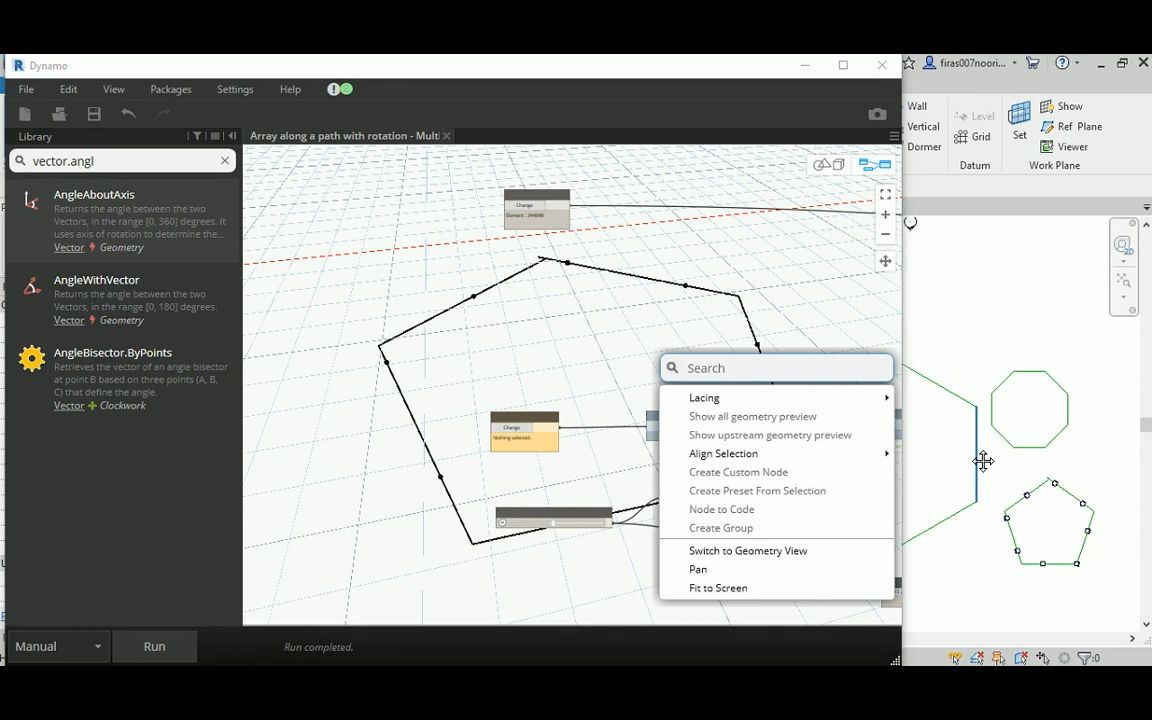 Dynamo
File Edit View Packages Settings Help
Library
Array along a path with rotation - Multi
vector.angl
AngleAboutAxis
Returns the angle between the two
Vectors, in the range [0, 360] degrees. It
uses axis of rotation to determine the...
Vector Geometry
AngleWithVector
Returns the angle between the two
Vectors, in the range [0, 180] degrees.
Vector Geometry
AngleBisector.ByPoints
Retrieves the vector of an angle bisector
at point B based on three points (A, B,
C) that define the angle.
Vector Clockwork
Manual
Run
Run completed.
Change
Change
Nothing selected.
Search
Lacing
Show all geometry preview
Show upstream geometry preview
Align Selection
Create Custom Node
Create Preset From Selection
Node to Code
Create Group
Switch to Geometry View
Pan
Fit to Screen
firas007noori...
Wall
Vertical
Dormer
Level
Grid
Datum
Set
Show
Ref Plane
Viewer
Work Plane
2D
:0